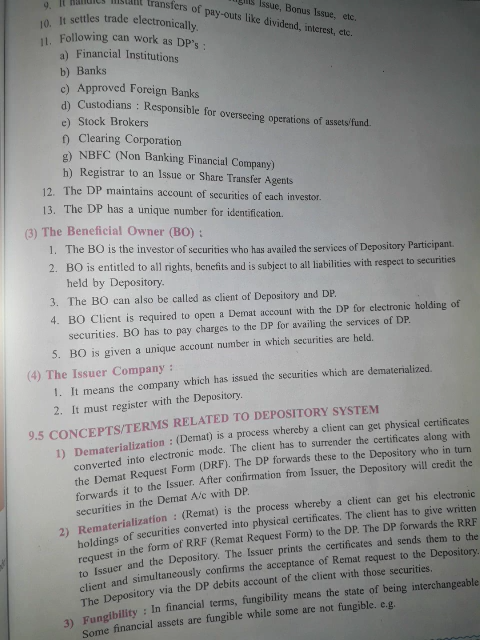 9. It handles instant transfers of pay-outs like dividend, interest, etc. Rights Issue, Bonus Issue, etc.
10. It settles trade electronically.
11. Following can work as DP's :
a) Financial Institutions
b) Banks
c) Approved Foreign Banks
d) Custodians : Responsible for overseeing operations of assets/fund.
e) Stock Brokers
f) Clearing Corporation
g) NBFC (Non Banking Financial Company)
h) Registrar to an Issue or Share Transfer Agents
12. The DP maintains account of securities of each investor.
13. The DP has a unique number for identification.
(3) The Beneficial Owner (BO) :
1. The BO is the investor of securities who has availed the services of Depository Participant.
2. BO is entitled to all rights, benefits and is subject to all liabilities with respect to securities
held by Depository.
3. The BO can also be called as client of Depository and DP.
4. BO Client is required to open a Demat account with the DP for electronic holding of
securities. BO has to pay charges to the DP for availing the services of DP.
5. BO is given a unique account number in which securities are held.
(4) The Issuer Company :
1. It means the company which has issued the securities which are dematerialized.
2. It must register with the Depository.
9.5 CONCEPTS/TERMS RELATED TO DEPOSITORY SYSTEM
1) Dematerialization : (Demat) is a process whereby a client can get physical certificates
converted into electronic mode. The client has to surrender the certificates along with
the Demat Request Form (DRF). The DP forwards these to the Depository who in turn
forwards it to the Issuer. After confirmation from Issuer, the Depository will credit the
securities in the Demat A/c with DP.
2) Rematerialization : (Remat) is the process whereby a client can get his electronic
holdings of securities converted into physical certificates. The client has to give written
request in the form of RRF (Remat Request Form) to the DP. The DP forwards the RRF
to Issuer and the Depository. The Issuer prints the certificates and sends them to the
client and simultaneously confirms the acceptance of Remat request to the Depository.
The Depository via the DP debits account of the client with those securities.
3) Fungibility : In financial terms, fungibility means the state of being interchangeable
Some financial assets are fungible while some are not fungible. e.g.